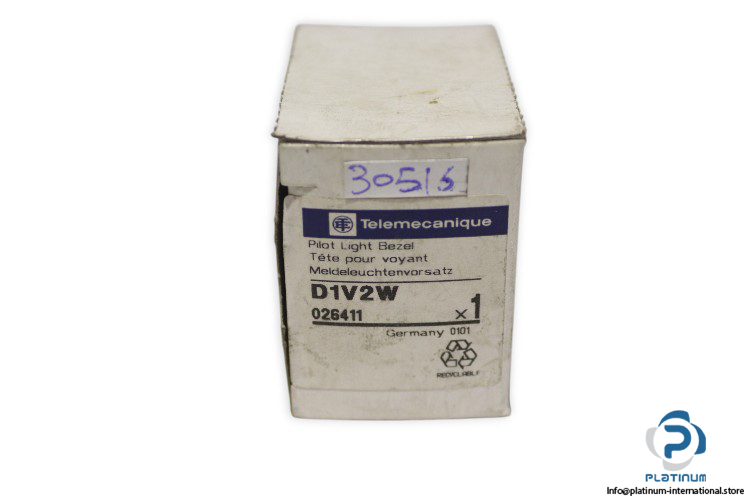 30516
Telemecanique
Pilot Light Bezel
Tête pour voyant
Meldeleuchtenvorsatz
D1V2W
026411 x1
Germany 0101
RECYCLABLE
PLATINUM
Info@platinum-international.store